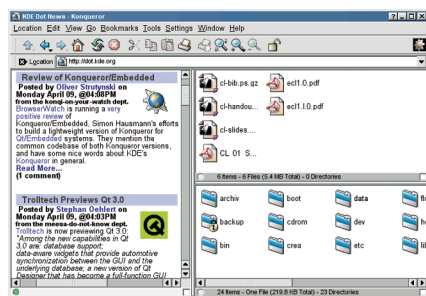 KDE Dot News - Konqueror
Location Edit View Go Bookmarks Tools Settings Window Help
Location http://dot.kde.org
Review of Konqueror/Embedded
Posted by Oliver Strutynski on
Monday April 09, @04:08PM
from the konqi-on-your-watch dept.
BrowserWatch is running a very
positive review of
Konqueror/Embedded, Simon Hausmann's efforts
to build a lightweight version of Konqueror for
Qt/Embedded systems. They mention the
common codebase of both Konqueror versions,
and have some nice words about KDE's
Konqueror in general.
Read More...
(1 comment)
Trolltech Previews Qt 3.0
Posted by Stephan Oehlert on
Monday April 09, @04:03PM
from the meesa-do-not-know dept.
Trolltech is now previewing Qt 3.0:
"Among the new capabilities in Qt
3.0 are: database support;
data-aware widgets that provide automotive
synchronization between the GUI and the
underlying database; a new version of Qt
Designer that has become a full-function GUI
cl-bib.ps.gz
ecl1.0.pdf
cl-handou...
ecl1.I.0.pdf
cl-slides....
CL 01 S...
6 Items - 6 Files (5.4 MB Total) - 0 Directories
archiv
boot
data
backup
cdrom
dev
bin
crea
etc
24 Items - One File (219.6 KB Total) - 23 Directories